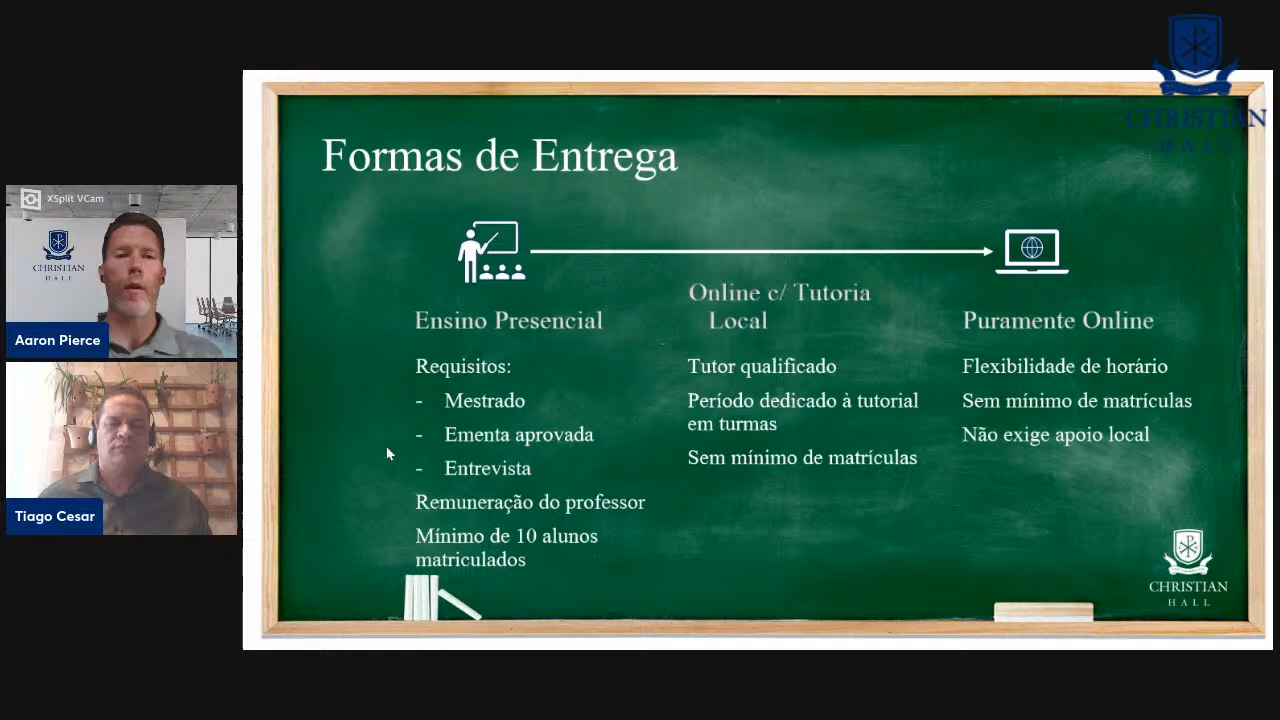 CHRISTIAN
HALL
XSplit VCam
CHRISTIAN
HALL
Aaron Pierce
Tiago Cesar
Formas de Entrega
Ensino Presencial
Requisitos:
- Mestrado
- Ementa aprovada
- Entrevista
Remuneração do professor
Mínimo de 10 alunos
matriculados
Online c/ Tutoria
Local
Tutor qualificado
Período dedicado à tutorial
em turmas
Sem mínimo de matrículas
Puramente Online
Flexibilidade de horário
Sem mínimo de matrículas
Não exige apoio local
CHRISTIAN
HALL